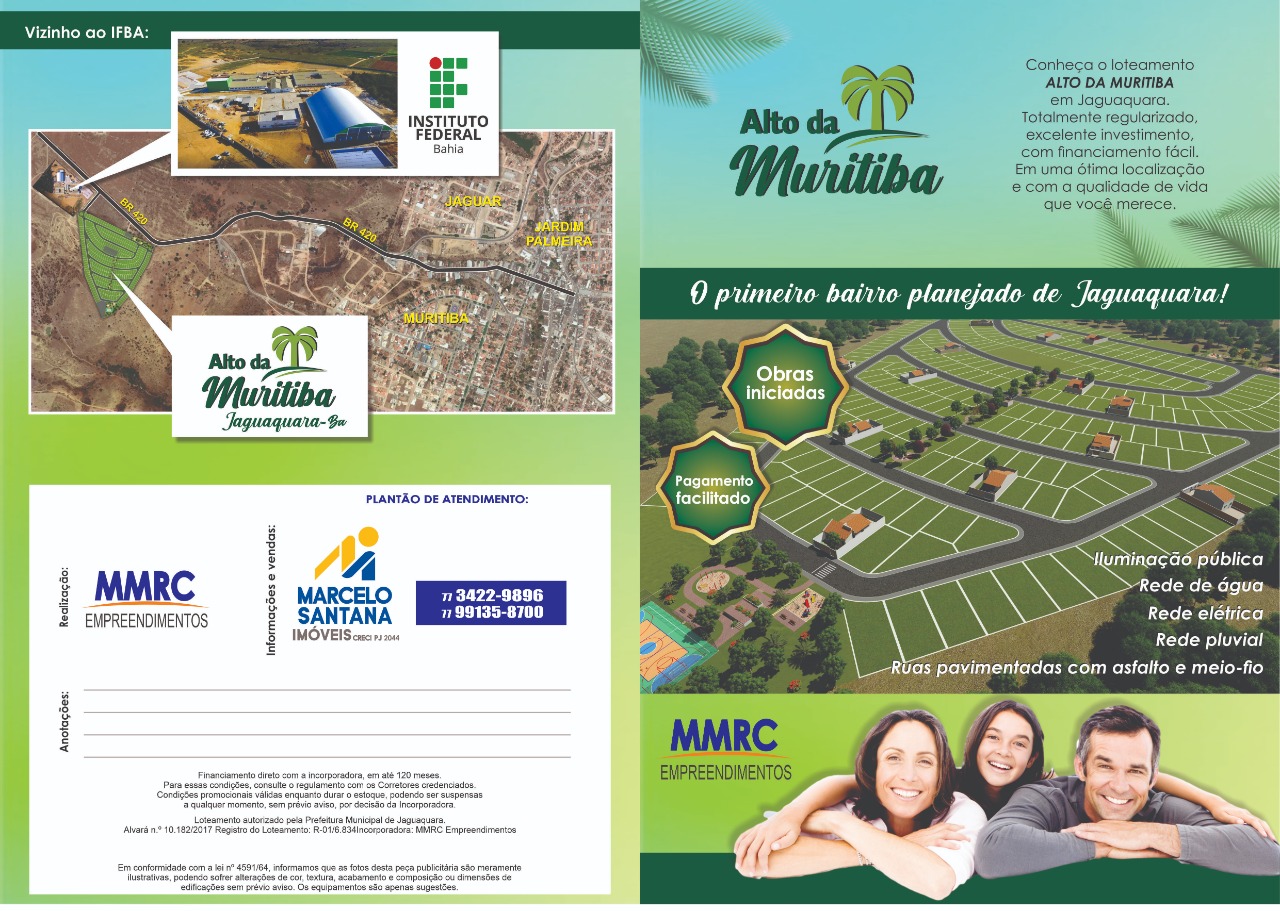 Vizinho ao IFBA:
INSTITUTO
FEDERAL
Bahia
BR 420
BR 420
JAGUAR
JARDIM
PALMEIRA
MURITIBA
Alto da
Muritiba
Jaguaquara-Ba
PLANTÃO DE ATENDIMENTO:
Realização:
MMRC
EMPREENDIMENTOS
Informações e vendas:
MARCELO
SANTANA
IMÓVEIS CRECI PJ 2044
77 3422-9896
77 99135-8700
Anotações:
Financiamento direto com a incorporadora, em até 120 meses.
Para essas condições, consulte o regulamento com os Corretores credenciados.
Condições promocionais válidas enquanto durar o estoque, podendo ser suspensas
a qualquer momento, sem prévio aviso, por decisão da Incorporadora.
Loteamento autorizado pela Prefeitura Municipal de Jaguaquara.
Alvará n.º 10.182/2017 Registro do Loteamento: R-01/6.834Incorporadora: MMRC Empreendimentos
Em conformidade com a lei nº 4591/64, informamos que as fotos desta peça publicitária são meramente
ilustrativas, podendo sofrer alterações de cor, textura, acabamento e composição ou dimensões de
edificações sem prévio aviso. Os equipamentos são apenas sugestões.
Alto da
Muritiba
Conheça o loteamento
ALTO DA MURITIBA
em Jaguaquara.
Totalmente regularizado,
excelente investimento,
com financiamento fácil.
Em uma ótima localização
e com a qualidade de vida
que você merece.
O primeiro bairro planejado de Jaguaquara!
Obras
iniciadas
Pagamento
facilitado
Iluminação pública
Rede de água
Rede elétrica
Rede pluvial
Ruas pavimentadas com asfalto e meio-fio
MMRC
EMPREENDIMENTOS